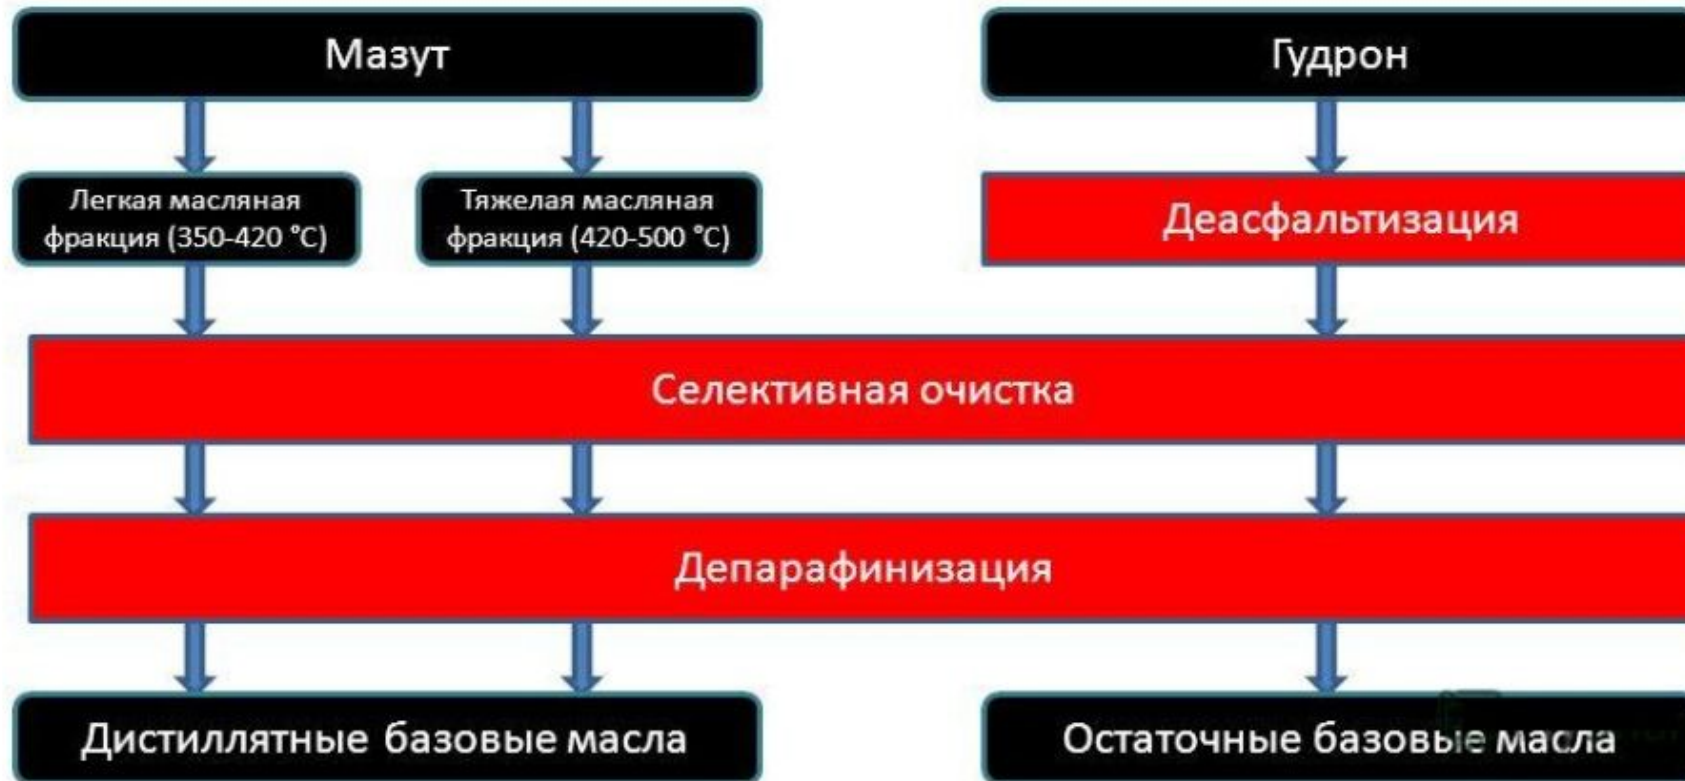 Мазут
Гудрон
Легкая масляная
фракция (350-420 °C)
Тяжелая масляная
фракция (420-500 °C)
Деасфальтизация
Селективная очистка
Депарафинизация
Дистиллятные базовые масла
Остаточные базовые масла